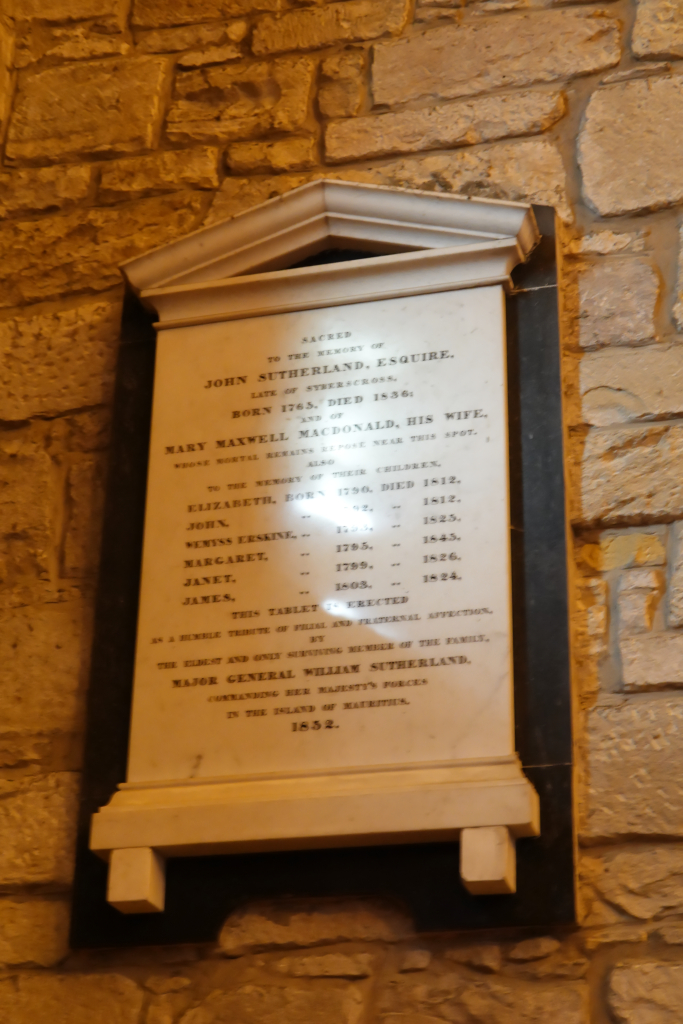 SACRED
TO THE MEMORY OF
JOHN SUTHERLAND, ESQUIRE,
LATE OF SYBERSCROSS,
BORN 1765, DIED 1836;
AND OF
MARY MAXWELL MACDONALD, HIS WIFE,
WHOSE MORTAL REMAINS REPOSE NEAR THIS SPOT.
ALSO
TO THE MEMORY OF THEIR CHILDREN,
ELIZABETH, BORN 1790, DIED 1812,
JOHN, " " 1812,
WEMYSS ERSKINE, " " 1825,
MARGARET, " 1795, " 1845,
JANET, " 1799, " 1826,
JAMES, " 1803, " 1824,
THIS TABLET IS ERECTED
AS A HUMBLE TRIBUTE OF FILIAL AND FRATERNAL AFFECTION,
BY
THE ELDEST AND ONLY SURVIVING MEMBER OF THE FAMILY,
MAJOR GENERAL WILLIAM SUTHERLAND,
COMMANDING HER MAJESTY'S FORCES
IN THE ISLAND OF MAURITIUS,
1852.